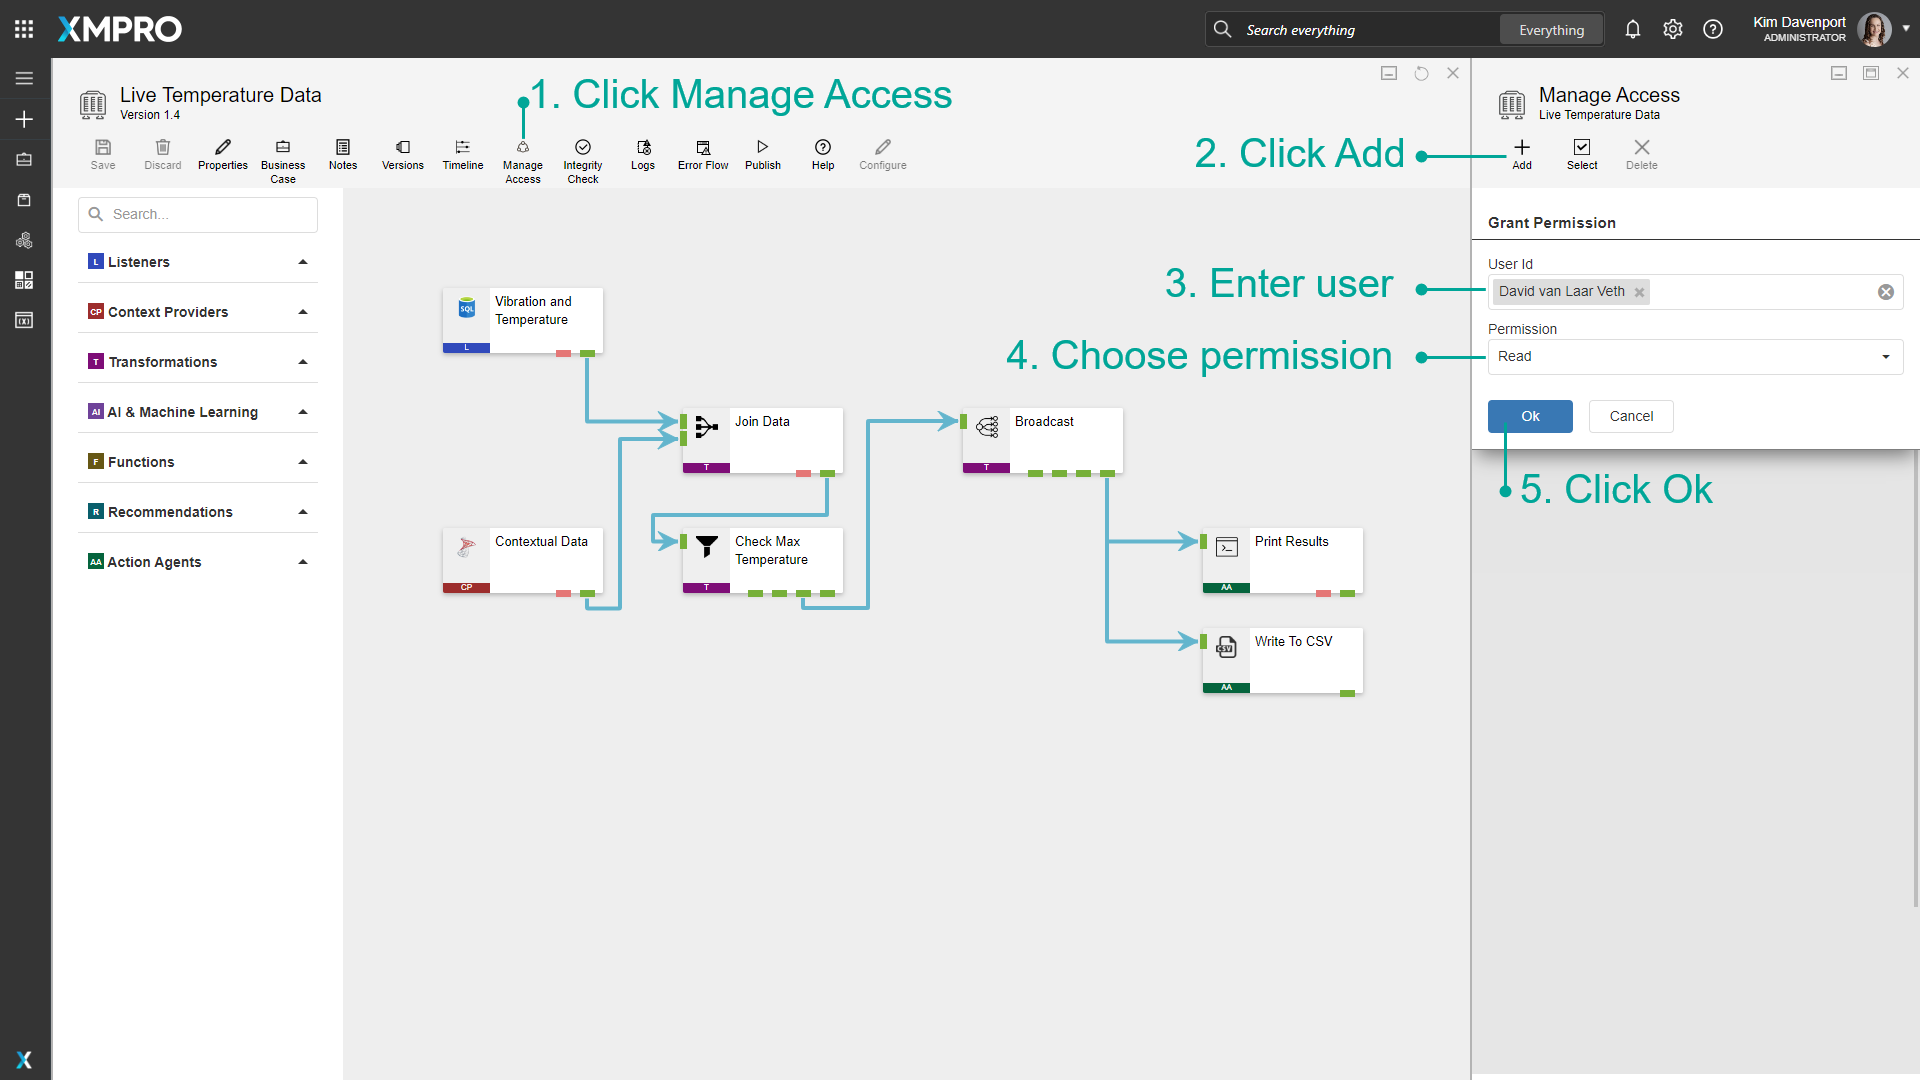 XMPRO
Search everything
Everything
Kim Davenport
ADMINISTRATOR
Live Temperature Data
Version 1.4
1. Click Manage Access
Save
Discard
Properties
Business
Case
Notes
Versions
Timeline
Manage
Access
Integrity
Check
Logs
Error Flow
Publish
Help
Configure
2. Click Add
Manage Access
Live Temperature Data
Add
Select
Delete
Search...
L Listeners
CP Context Providers
T Transformations
AI AI & Machine Learning
F Functions
R Recommendations
AA Action Agents
SQL
Vibration and
Temperature
L
Join Data
T
Broadcast
T
Contextual Data
CP
Check Max
Temperature
T
Print Results
AA
CSV
Write To CSV
AA
Grant Permission
3. Enter user
User Id
David van Laar Veth
4. Choose permission
Permission
Read
Ok
Cancel
5. Click Ok